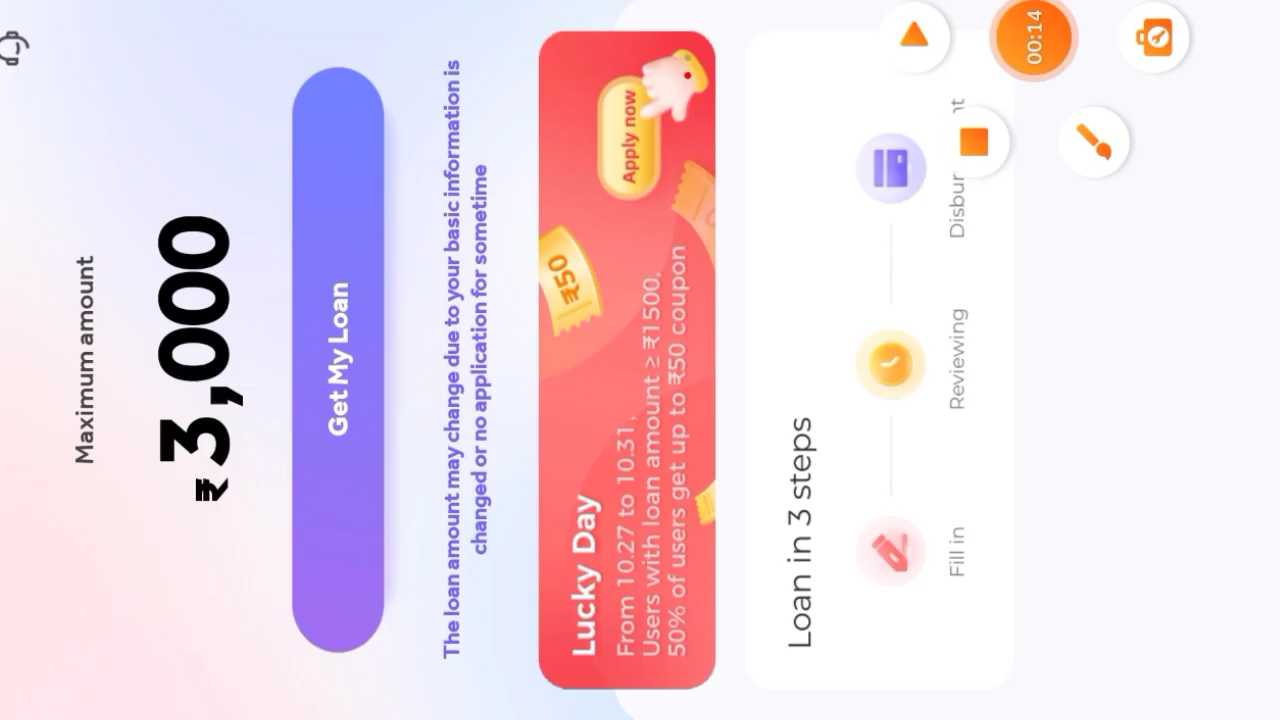 Maximum amount
₹3,000
Get My Loan
The loan amount may change due to your basic information is
changed or no application for sometime
Lucky Day
From 10.27 to 10.31,
Users with loan amount ≥ ₹1500,
50% of users get up to ₹50 coupon
₹50
Apply now
Loan in 3 steps
Fill in
Reviewing
00:14